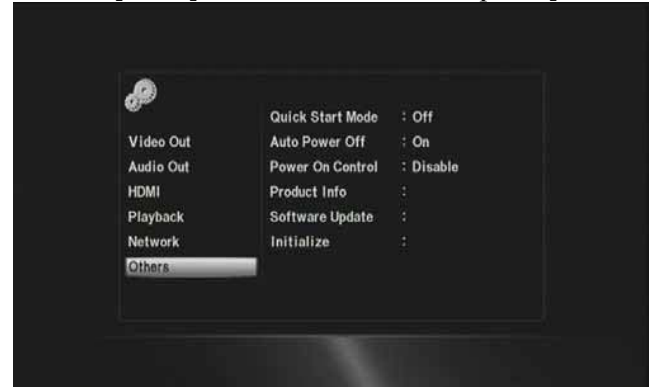 Quick Start Mode : Off
Video Out Auto Power Off : On
Audio Out Power On Control : Disable
HDMI Product Info :
Playback Software Update :
Network Initialize :
Others